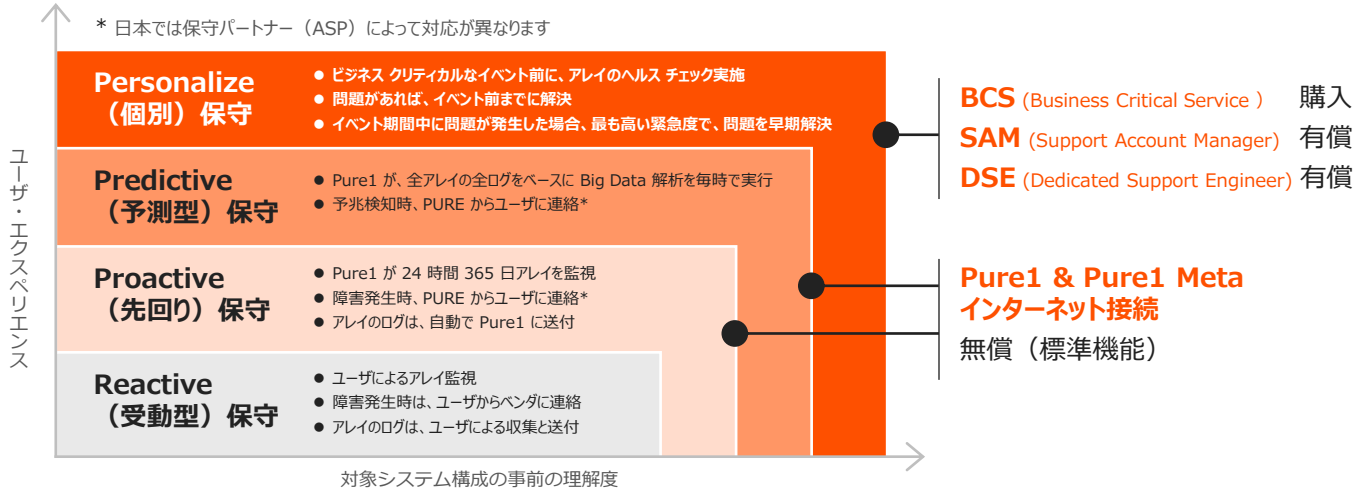 * 日本では保守パートナー（ASP）によって対応が異なります
Personalize
（個別）保守
● ビジネス クリティカルなイベント前に、アレイのヘルス チェック実施
● 問題があれば、イベント前までに解決
● イベント期間中に問題が発生した場合、最も高い緊急度で、問題を早期解決
Predictive
（予測型）保守
● Pure1 が、全アレイの全ログをベースに Big Data 解析を毎時で実行
● 予兆検知時、PURE からユーザに連絡*
Proactive
（先回り）保守
● Pure1 が 24 時間 365 日アレイを監視
● 障害発生時、PURE からユーザに連絡*
● アレイのログは、自動で Pure1 に送付
Reactive
（受動型）保守
● ユーザによるアレイ監視
● 障害発生時は、ユーザからベンダに連絡
● アレイのログは、ユーザによる収集と送付
ユーザ・エクスペリエンス
対象システム構成の事前の理解度
BCS (Business Critical Service ) 購入
SAM (Support Account Manager) 有償
DSE (Dedicated Support Engineer) 有償
Pure1 & Pure1 Meta
インターネット接続
無償（標準機能）